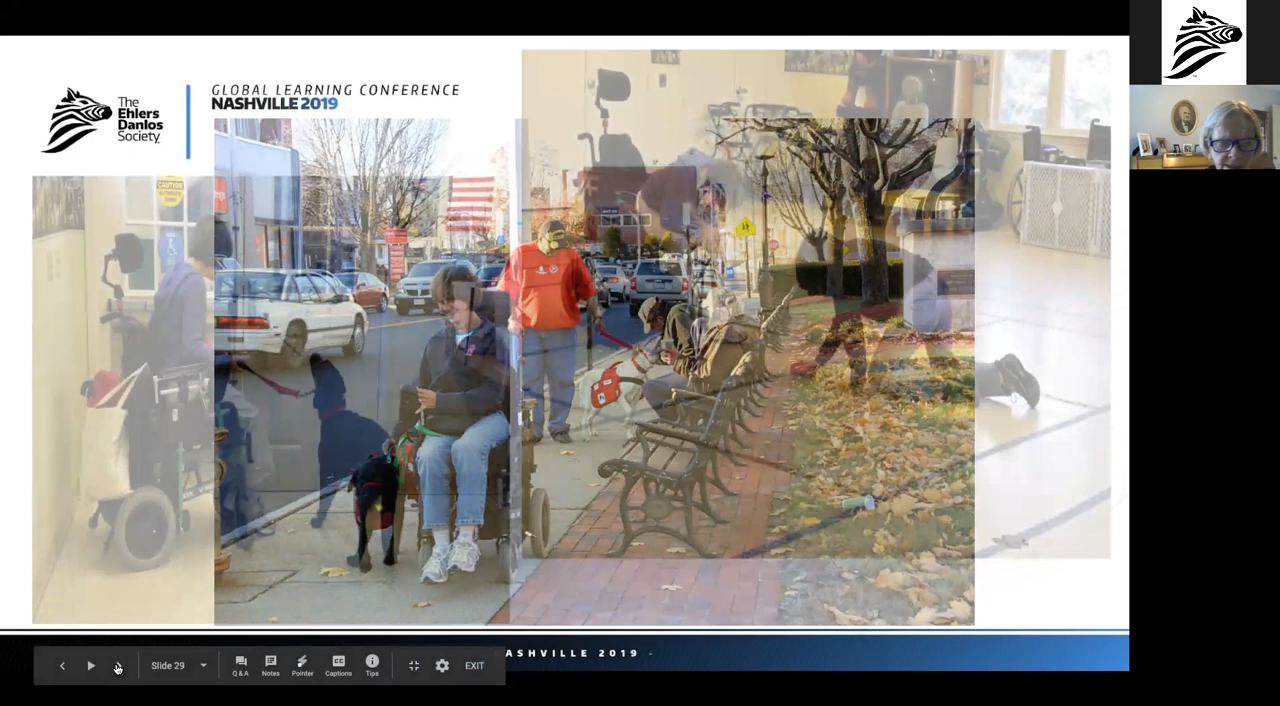 The
Ehlers
Danlos
Society
GLOBAL LEARNING CONFERENCE
NASHVILLE 2019
CAUTION
ASHVILLE 2019 -
Slide 29
Q & A
Notes
Pointer
Captions
Tips
EXIT